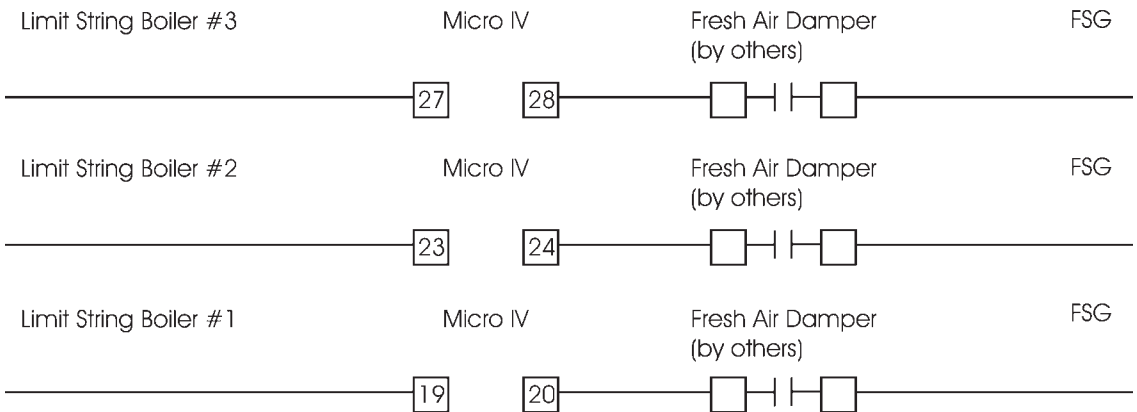 Limit String Boiler #3 Micro IV Fresh Air Damper FSG
(by others)
27 28
Limit String Boiler #2 Micro IV Fresh Air Damper FSG
(by others)
23 24
Limit String Boiler #1 Micro IV Fresh Air Damper FSG
(by others)
19 20